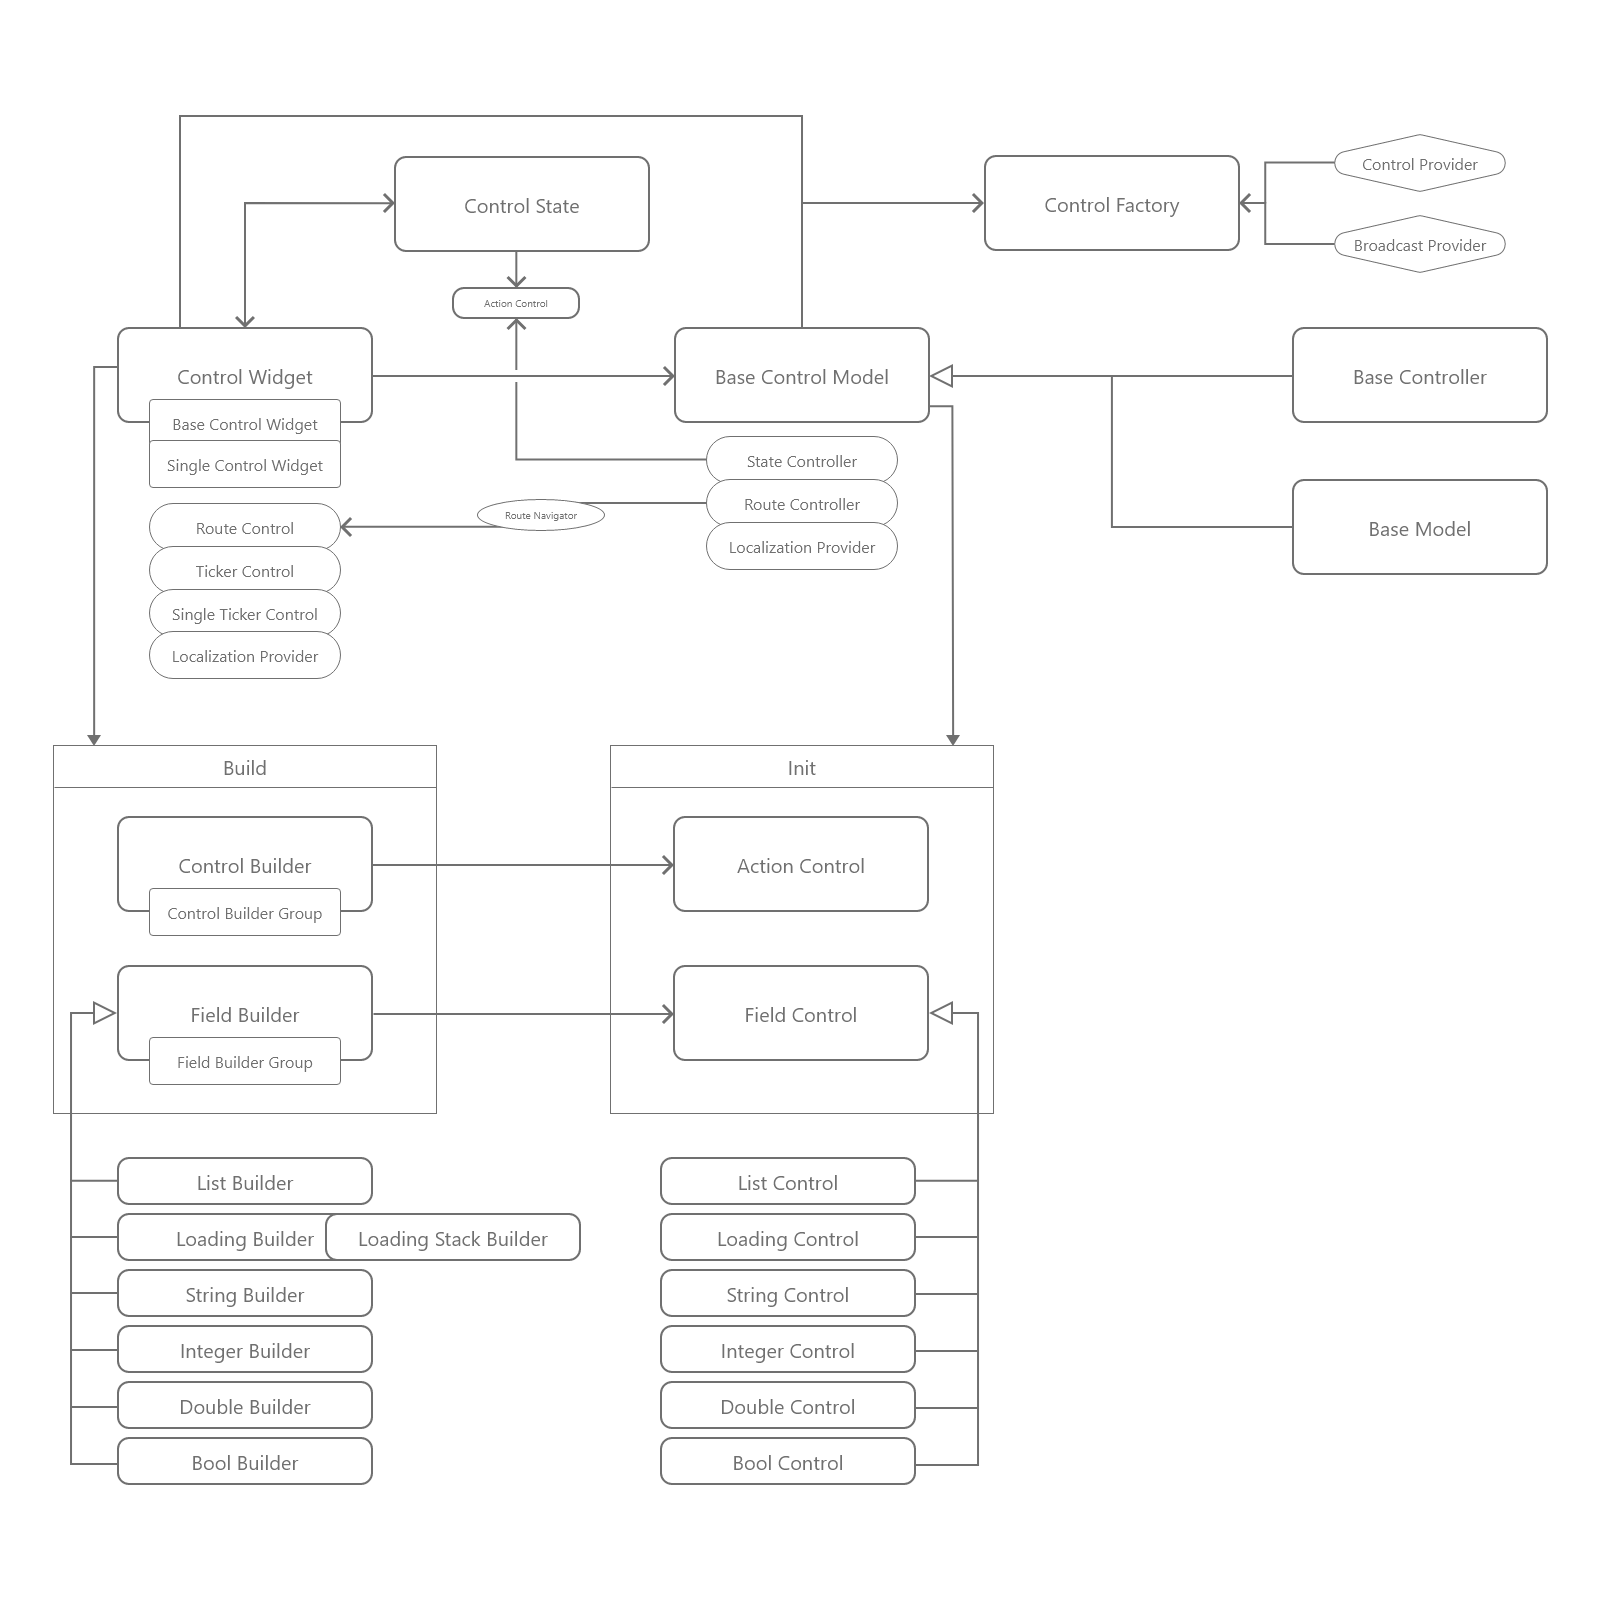 Control State
Control Factory
Control Provider
Broadcast Provider
Action Control
Control Widget
Base Control Widget
Single Control Widget
Route Control
Ticker Control
Single Ticker Control
Localization Provider
Route Navigator
Base Control Model
State Controller
Route Controller
Localization Provider
Base Controller
Base Model
Build
Control Builder
Control Builder Group
Field Builder
Field Builder Group
Init
Action Control
Field Control
List Builder
Loading Builder
Loading Stack Builder
String Builder
Integer Builder
Double Builder
Bool Builder
List Control
Loading Control
String Control
Integer Control
Double Control
Bool Control